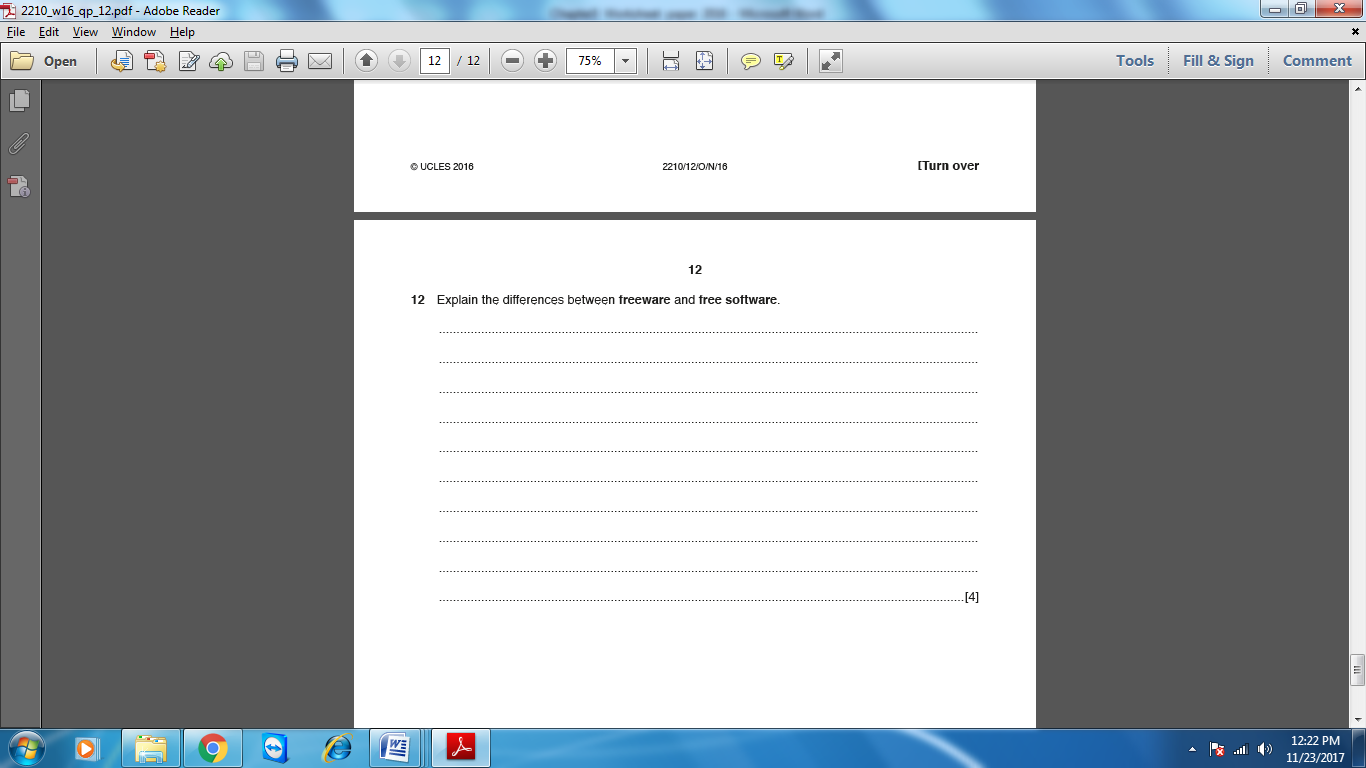 2210_w16_qp_12.pdf - Adobe Reader
File Edit View Window Help
Open 12 / 12 75% Tools Fill & Sign Comment
© UCLES 2016 2210/12/O/N/16 [Turn over
12
12 Explain the differences between freeware and free software.
[4]
12:22 PM
11/23/2017